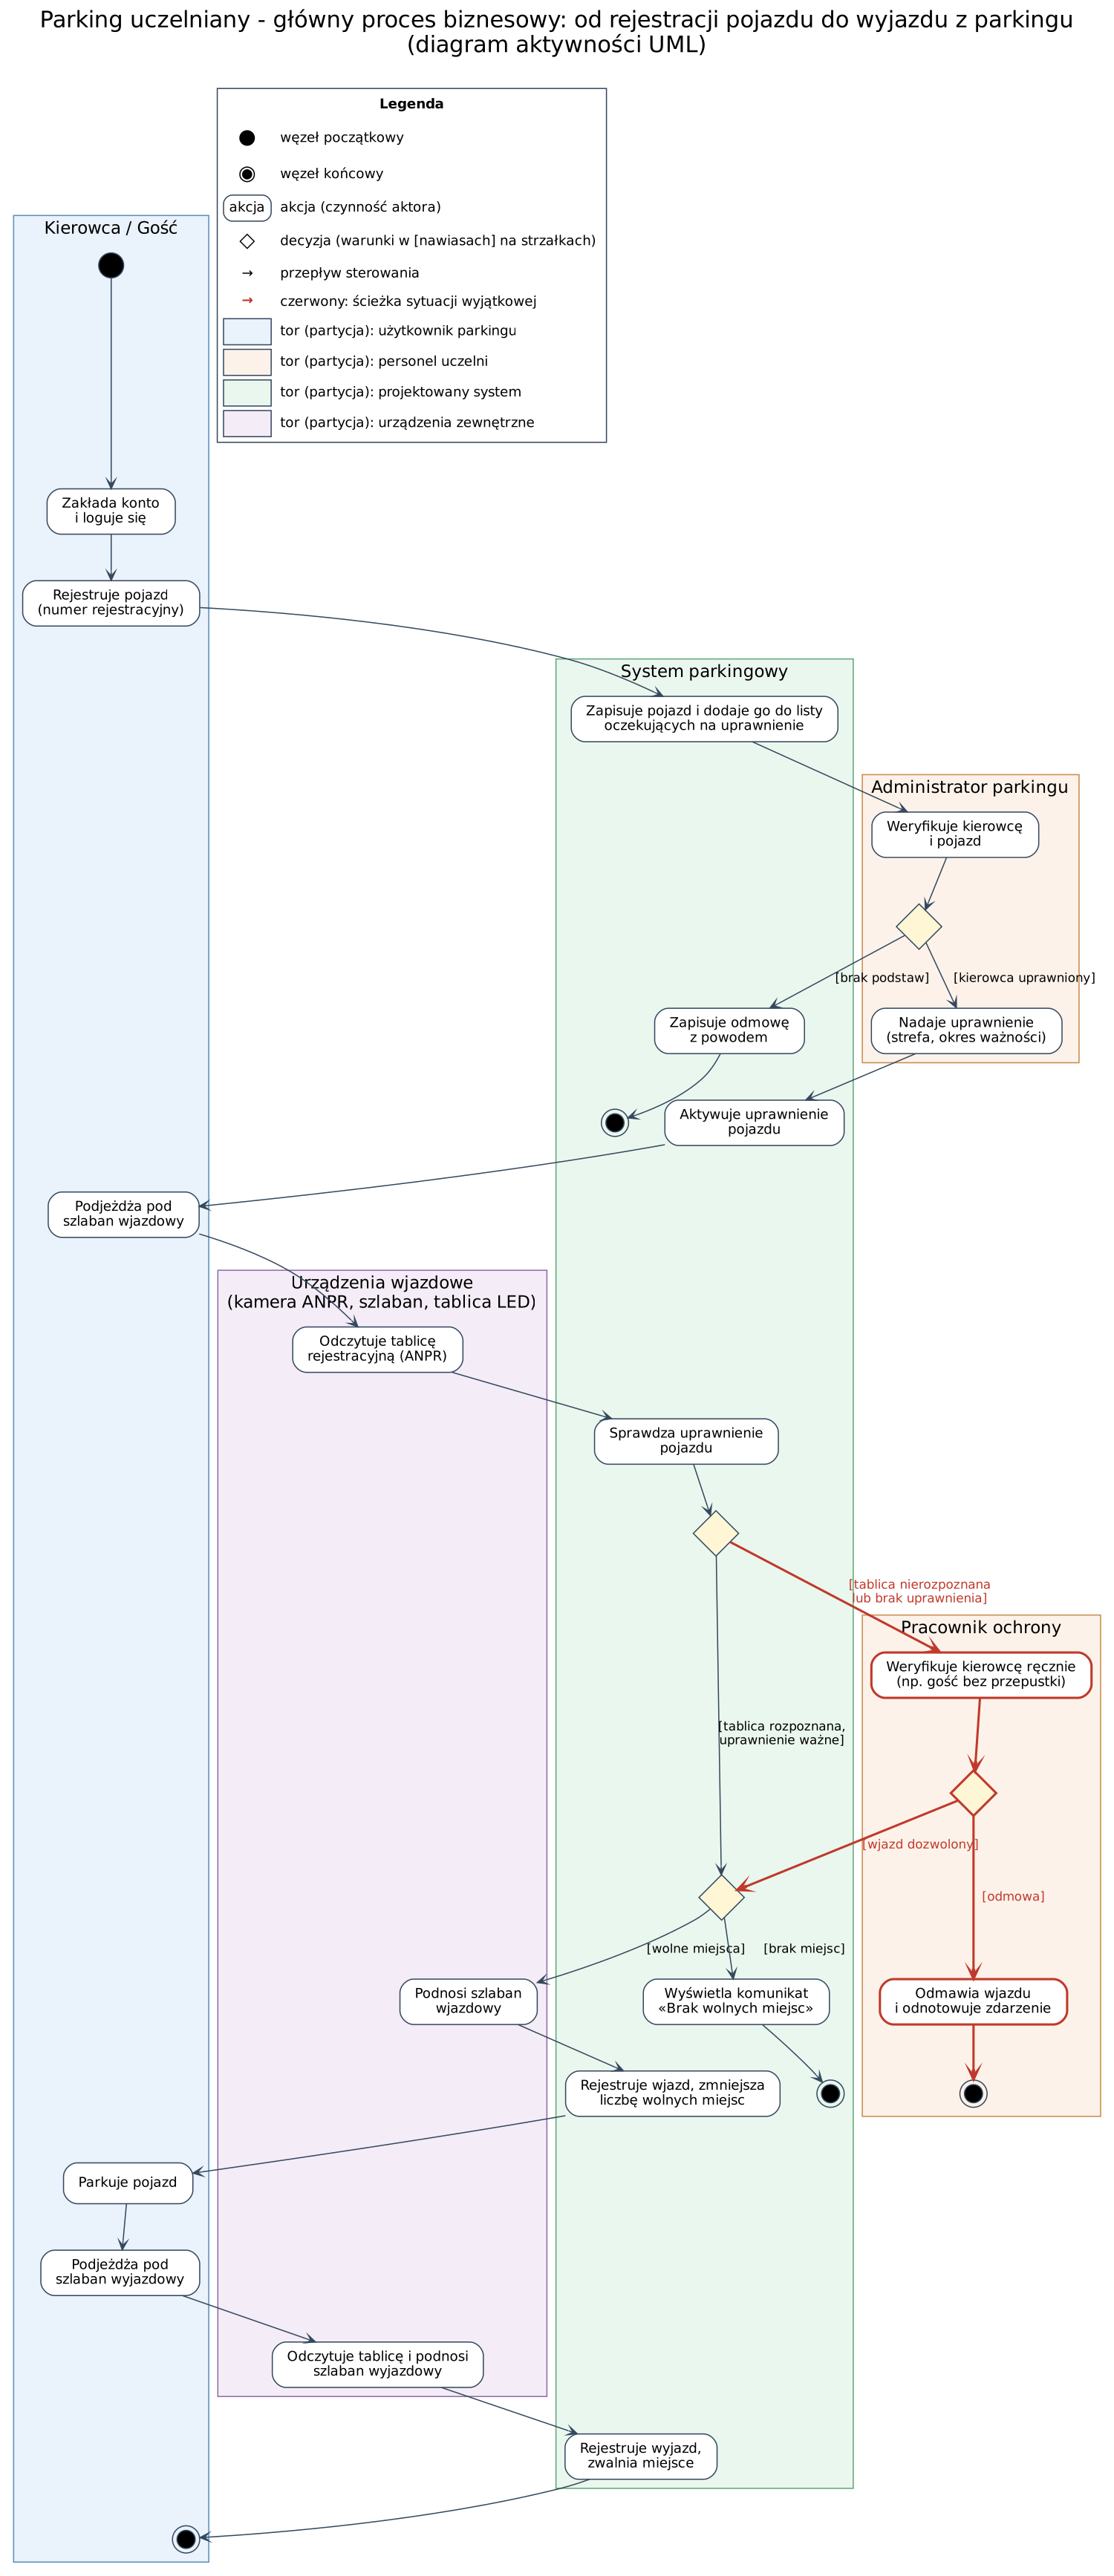 Parking uczelniany - główny proces biznesowy: od rejestracji pojazdu do wyjazdu z parkingu
(diagram aktywności UML)
Legenda
węzeł początkowy
węzeł końcowy
akcja
akcja (czynność aktora)
decyzja (warunki w [nawiasach] na strzałkach)
→ przepływ sterowania
→ czerwony: ścieżka sytuacji wyjątkowej
tor (partycja): użytkownik parkingu
tor (partycja): personel uczelni
tor (partycja): projektowany system
tor (partycja): urządzenia zewnętrzne
Kierowca / Gość
Zakłada konto
i loguje się
Rejestruje pojazd
(numer rejestracyjny)
System parkingowy
Zapisuje pojazd i dodaje go do listy
oczekujących na uprawnienie
Administrator parkingu
Weryfikuje kierowcę
i pojazd
[brak podstaw]
[kierowca uprawniony]
Zapisuje odmowę
z powodem
Nadaje uprawnienie
(strefa, okres ważności)
Aktywuje uprawnienie
pojazdu
Podjeżdża pod
szlaban wjazdowy
Urządzenia wjazdowe
(kamera ANPR, szlaban, tablica LED)
Odczytuje tablicę
rejestracyjną (ANPR)
Sprawdza uprawnienie
pojazdu
[tablica nierozpoznana
lub brak uprawnienia]
Pracownik ochrony
Weryfikuje kierowcę ręcznie
(np. gość bez przepustki)
[tablica rozpoznana,
uprawnienie ważne]
[wjazd dozwolony]
[odmowa]
[wolne miejsca]
[brak miejsc]
Podnosi szlaban
wjazdowy
Wyświetla komunikat
«Brak wolnych miejsc»
Odmawia wjazdu
i odnotowuje zdarzenie
Rejestruje wjazd, zmniejsza
liczbę wolnych miejsc
Parkuje pojazd
Podjeżdża pod
szlaban wyjazdowy
Odczytuje tablicę i podnosi
szlaban wyjazdowy
Rejestruje wyjazd,
zwalnia miejsce